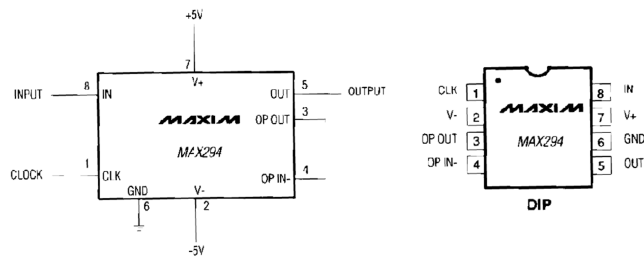 +5V
7
V+
INPUT 8 IN OUT 5 OUTPUT
MAXIM OP OUT 3
MAX294
CLOCK 1 CLK OP IN- 4
GND V-
6 2
-5V
CLK 1 8 IN
V- 2 MAXIM 7 V+
OP OUT 3 MAX294 6 GND
OP IN- 4 5 OUT
DIP